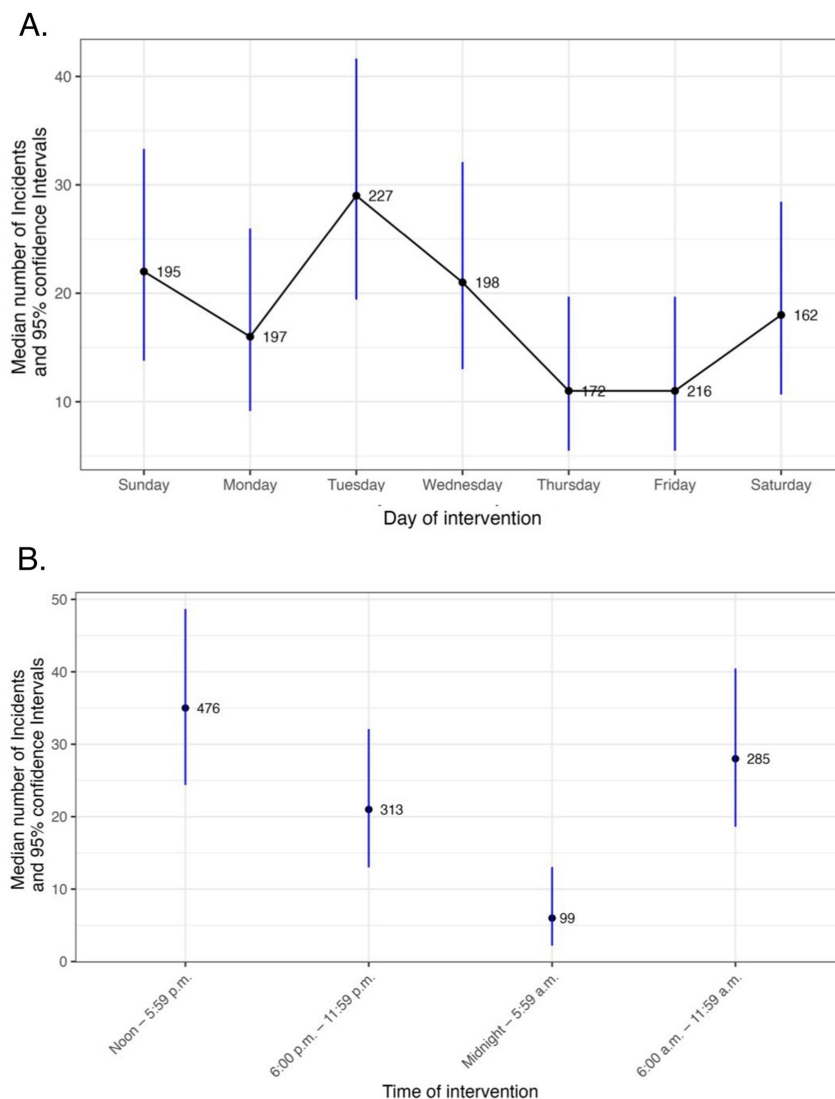 A.
Median number of Incidents
and 95% confidence Intervals
40
30
20
10
195
197
227
198
172
216
162
Sunday Monday Tuesday Wednesday Thursday Friday Saturday
Day of intervention
B.
Median number of Incidents
and 95% confidence Intervals
50
40
30
20
10
0
476
313
99
285
Noon – 5:59 p.m.
6:00 p.m. – 11:59 p.m.
Midnight – 5:59 a.m.
6:00 a.m. – 11:59 a.m.
Time of intervention